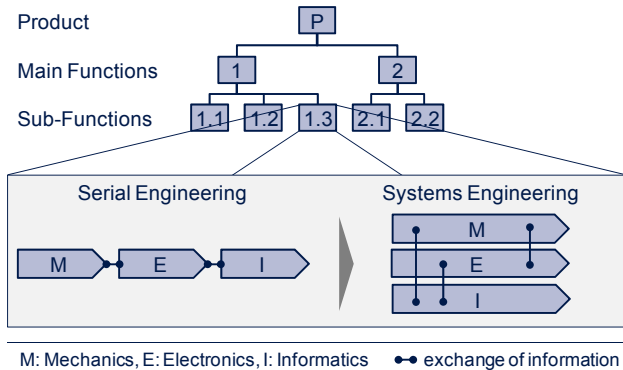 Product P
Main Functions 1 2
Sub-Functions 1.1 1.2 1.3 2.1 2.2
Serial Engineering Systems Engineering
M E I
M
E
I
M: Mechanics, E: Electronics, I: Informatics exchange of information